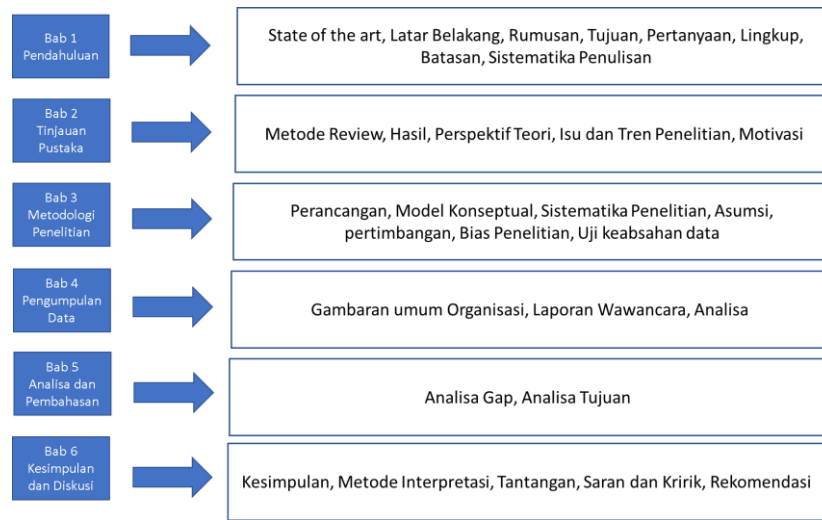 Bab 1
Pendahuluan
State of the art, Latar Belakang, Rumusan, Tujuan, Pertanyaan, Lingkup,
Batasan, Sistematika Penulisan
Bab 2
Tinjauan
Pustaka
Metode Review, Hasil, Perspektif Teori, Isu dan Tren Penelitian, Motivasi
Bab 3
Metodologi
Penelitian
Perancangan, Model Konseptual, Sistematika Penelitian, Asumsi,
pertimbangan, Bias Penelitian, Uji keabsahan data
Bab 4
Pengumpulan
Data
Gambaran umum Organisasi, Laporan Wawancara, Analisa
Bab 5
Analisa dan
Pembahasan
Analisa Gap, Analisa Tujuan
Bab 6
Kesimpulan
dan Diskusi
Kesimpulan, Metode Interpretasi, Tantangan, Saran dan Kririk, Rekomendasi